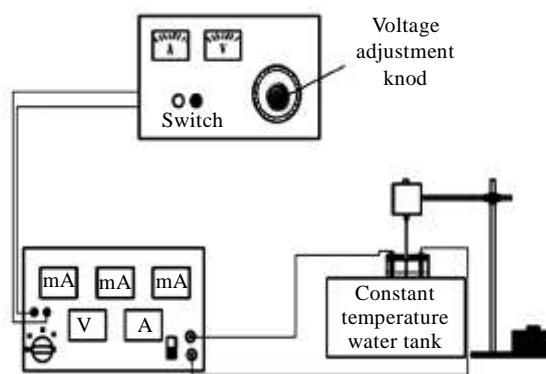 Voltage
adjustment
knod
A
V
Switch
mA
mA
mA
V
A
Constant
temperature
water tank